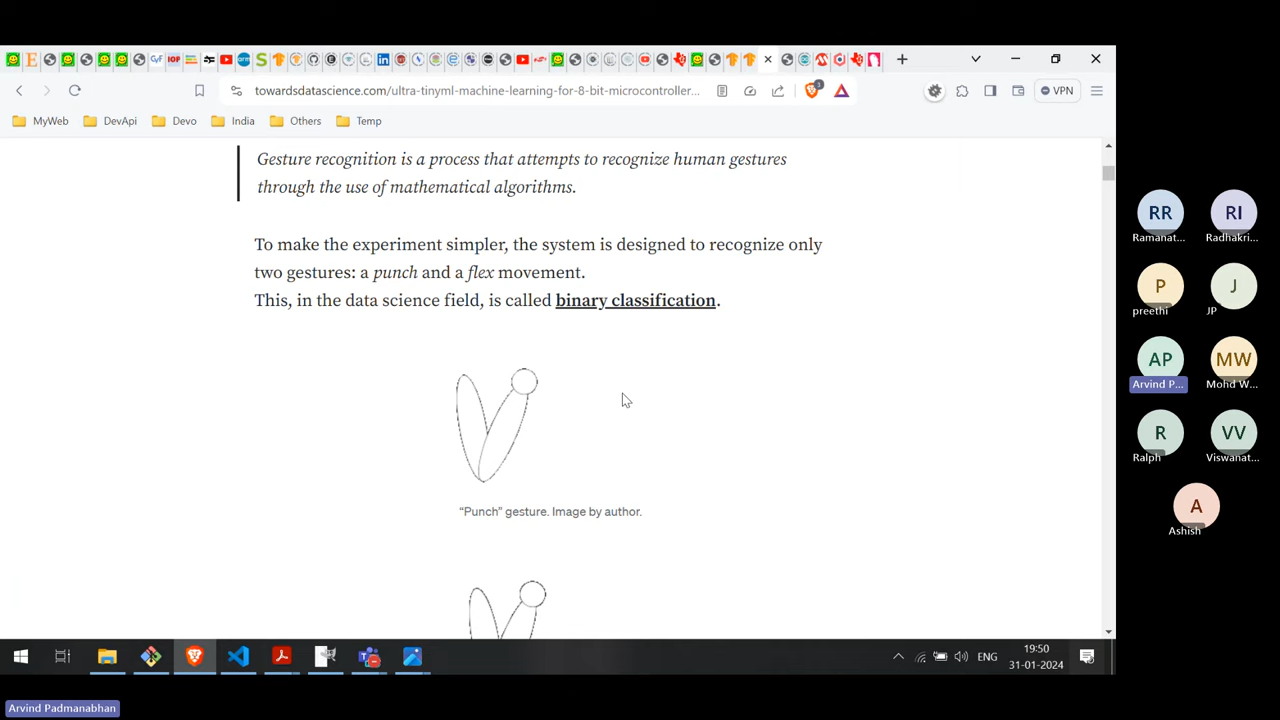 towardsdatascience.com/ultra-tinyml-machine-learning-for-8-bit-microcontroller...
VPN
MyWeb
DevApi
Devo
India
Others
Temp
Gesture recognition is a process that attempts to recognize human gestures
through the use of mathematical algorithms.
To make the experiment simpler, the system is designed to recognize only
two gestures: a punch and a flex movement.
This, in the data science field, is called binary classification.
“Punch” gesture. Image by author.
RR
Ramanat...
RI
Radhakri...
P
preethi
J
JP
AP
Arvind P...
MW
Mohd W...
R
Ralph
VV
Viswanat...
A
Ashish
ENG
19:50
31-01-2024
Arvind Padmanabhan